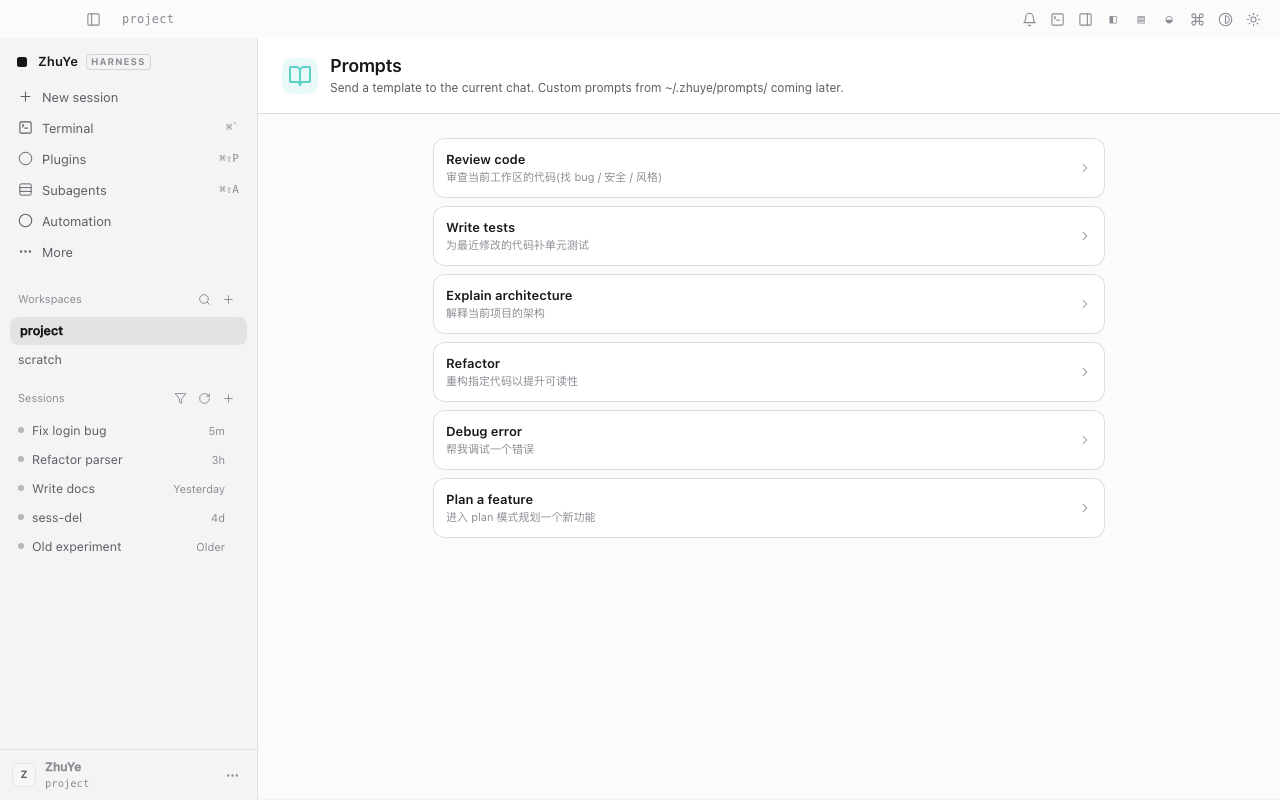 project
ZhuYe HARNESS
New session
Terminal ⌘`
Plugins ⌘⇧P
Subagents ⌘⇧A
Automation
More
Workspaces
project
scratch
Sessions
Fix login bug 5m
Refactor parser 3h
Write docs Yesterday
sess-del 4d
Old experiment Older
Z
ZhuYe
project
Prompts
Send a template to the current chat. Custom prompts from ~/.zhuye/prompts/ coming later.
Review code
审查当前工作区的代码(找 bug / 安全 / 风格)
Write tests
为最近修改的代码补单元测试
Explain architecture
解释当前项目的架构
Refactor
重构指定代码以提升可读性
Debug error
帮我调试一个错误
Plan a feature
进入 plan 模式规划一个新功能